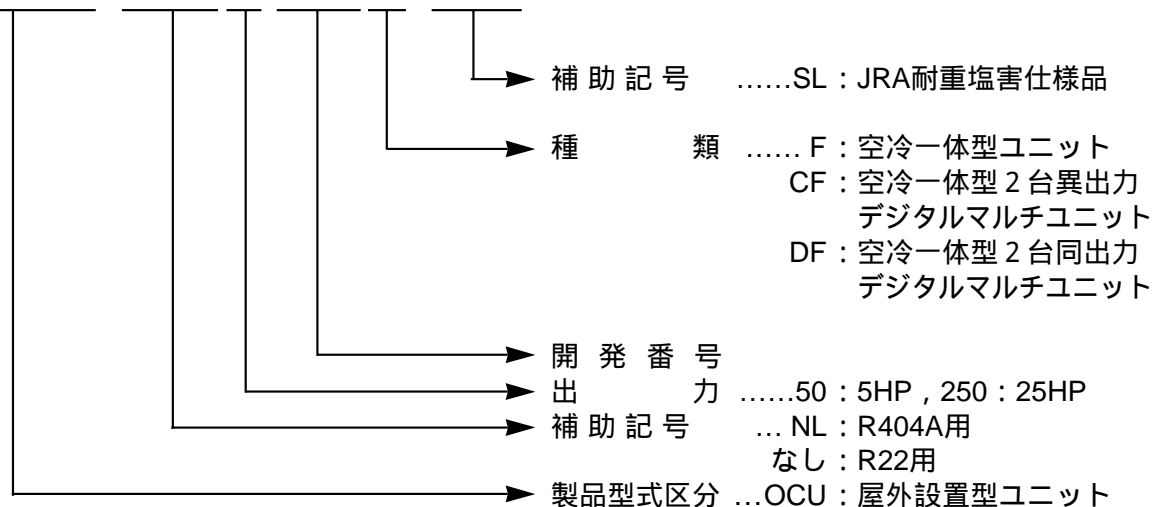 補助記号 ……SL：JRA耐重塩害仕様品
種類 …… F：空冷一体型ユニット
CF：空冷一体型２台異出力
デジタルマルチユニット
DF：空冷一体型２台同出力
デジタルマルチユニット
開発番号
出力 ……50：5HP，250：25HP
補助記号 … NL：R404A用
なし：R22用
製品型式区分 …OCU：屋外設置型ユニット